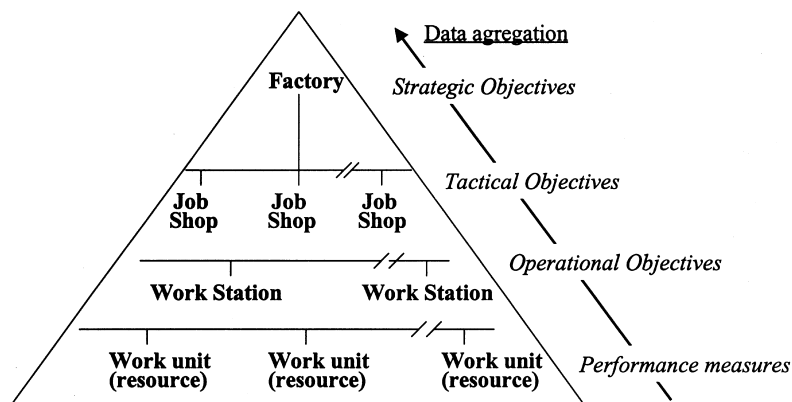 Data agregation
Factory
Strategic Objectives
Job Shop
Job Shop
Job Shop
Tactical Objectives
Work Station
Work Station
Operational Objectives
Work unit (resource)
Work unit (resource)
Work unit (resource)
Performance measures